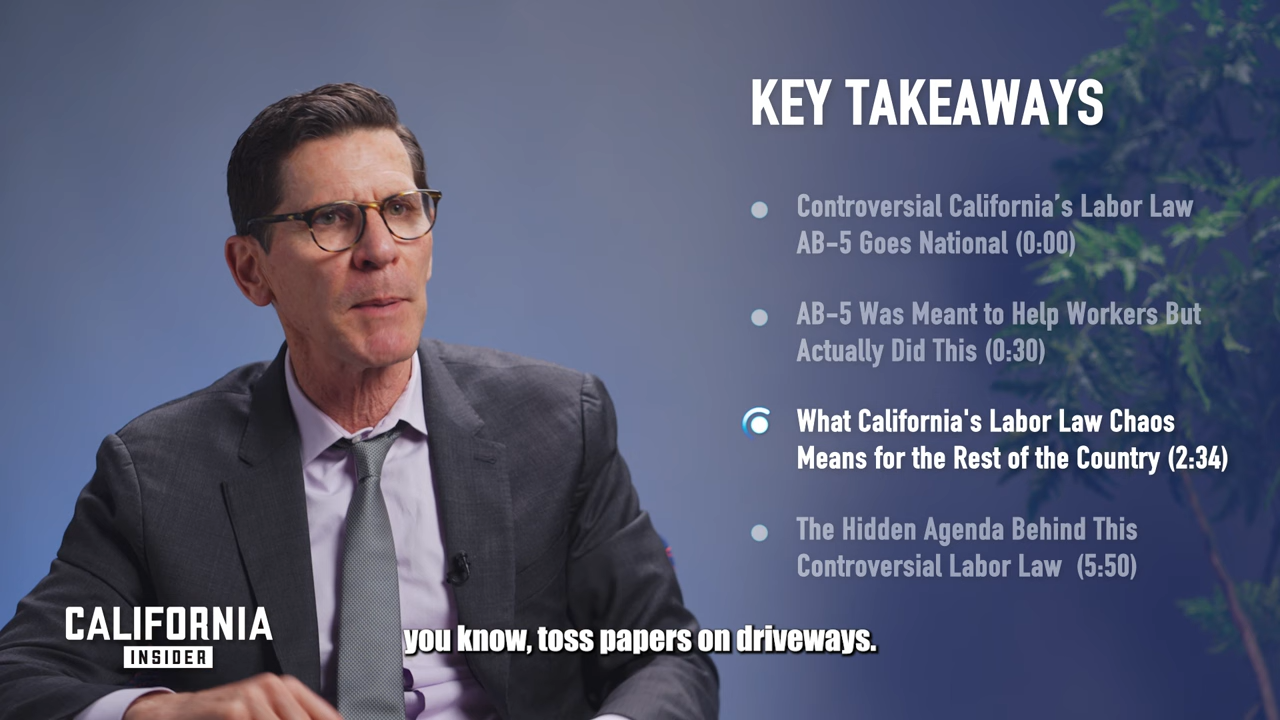 KEY TAKEAWAYS
Controversial California's Labor Law
AB-5 Goes National (0:00)
AB-5 Was Meant to Help Workers But
Actually Did This (0:30)
What California's Labor Law Chaos
Means for the Rest of the Country (2:34)
The Hidden Agenda Behind This
Controversial Labor Law (5:50)
CALIFORNIA
INSIDER
you know, toss papers on driveways.